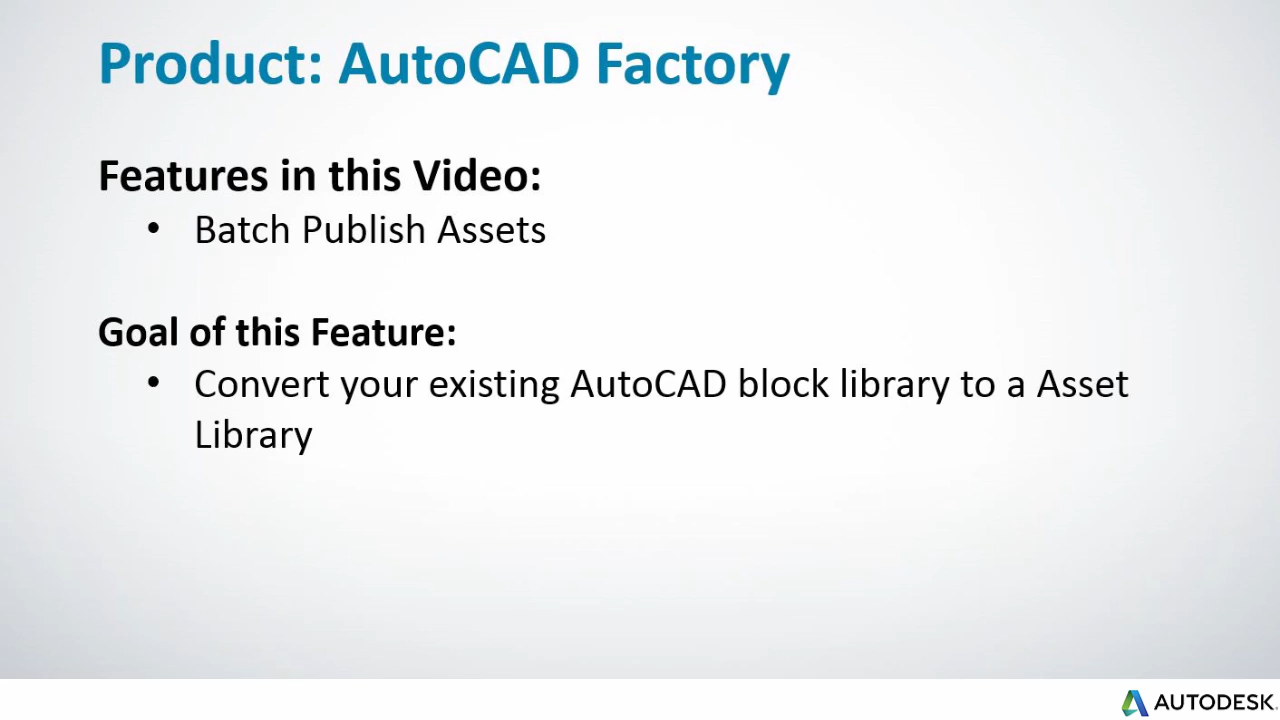 Product: AutoCAD Factory
Features in this Video:
• Batch Publish Assets
Goal of this Feature:
• Convert your existing AutoCAD block library to a Asset
Library
AUTODESK.